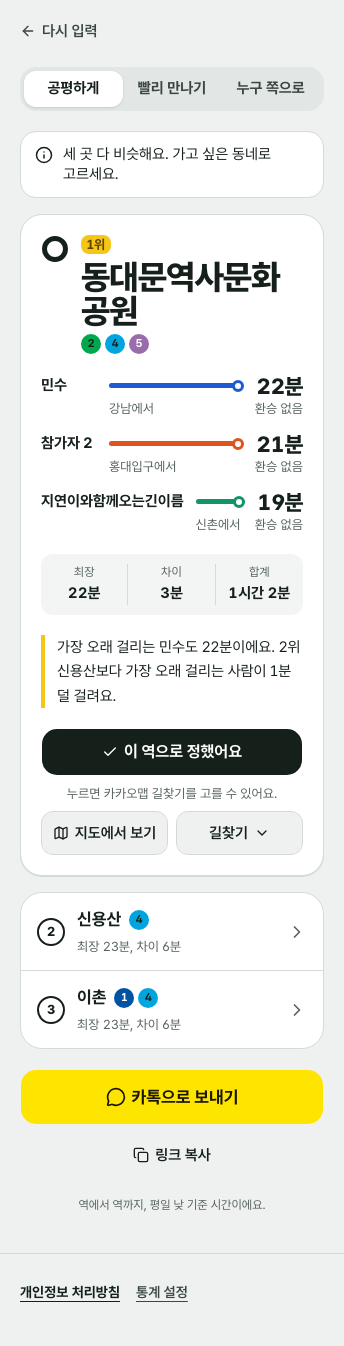 다시 입력
공평하게 빨리 만나기 누구 쪽으로
세 곳 다 비슷해요. 가고 싶은 동네로
고르세요.
1위
동대문역사문화
공원
2 4 5
민수 22분
강남에서 환승 없음
참가자 2 21분
홍대입구에서 환승 없음
지연이와함께오는긴이름 19분
신촌에서 환승 없음
최장 차이 합계
22분 3분 1시간 2분
가장 오래 걸리는 민수도 22분이에요. 2위
신용산보다 가장 오래 걸리는 사람이 1분
덜 걸려요.
이 역으로 정했어요
누르면 카카오맵 길찾기를 고를 수 있어요.
지도에서 보기 길찾기
2 신용산 4
최장 23분, 차이 6분
3 이촌 1 4
최장 23분, 차이 6분
카톡으로 보내기
링크 복사
역에서 역까지, 평일 낮 기준 시간이에요.
개인정보 처리방침 통계 설정